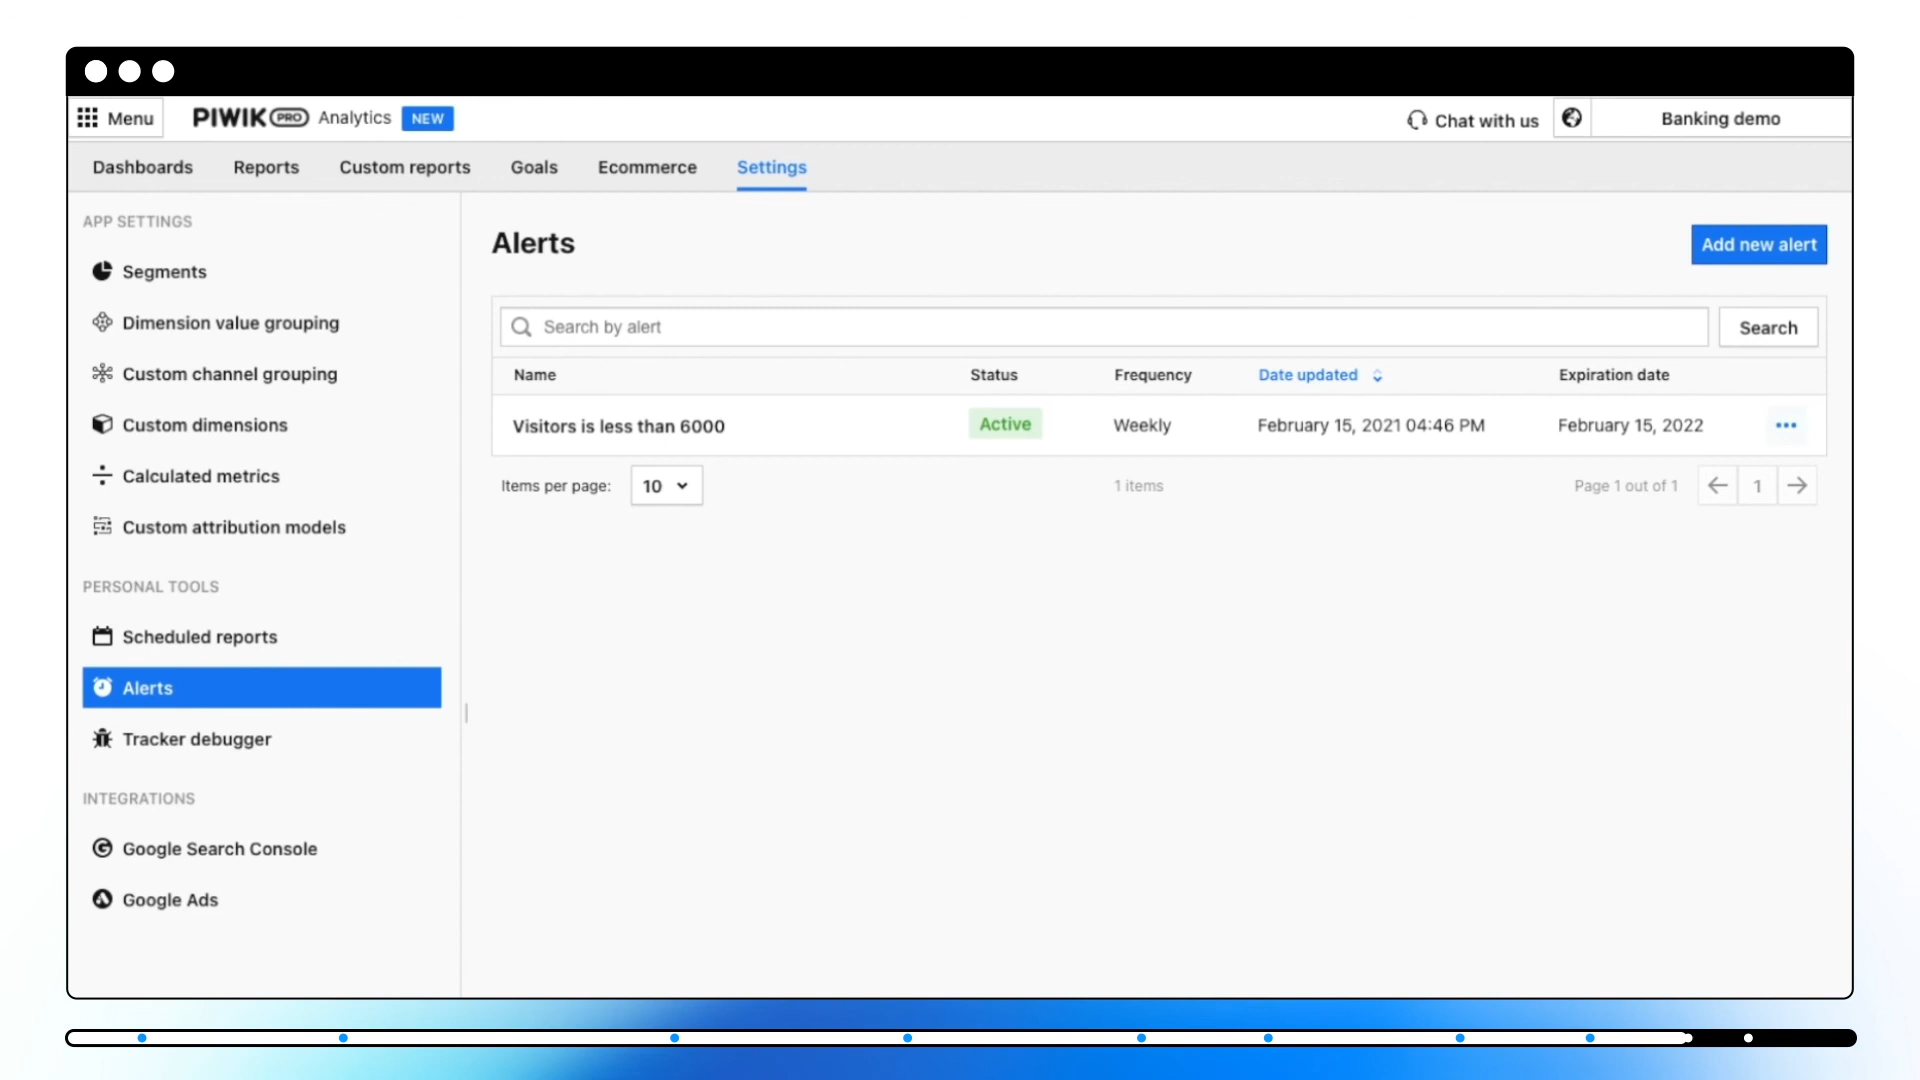 Menu
PIWIK PRO Analytics NEW
Chat with us
Banking demo
Dashboards Reports Custom reports Goals Ecommerce Settings
APP SETTINGS
Segments
Dimension value grouping
Custom channel grouping
Custom dimensions
Calculated metrics
Custom attribution models
PERSONAL TOOLS
Scheduled reports
Alerts
Tracker debugger
INTEGRATIONS
Google Search Console
Google Ads
Alerts
Add new alert
Search by alert
Search
Name Status Frequency Date updated Expiration date
Visitors is less than 6000 Active Weekly February 15, 2021 04:46 PM February 15, 2022
Items per page: 10 1 items Page 1 out of 1 1